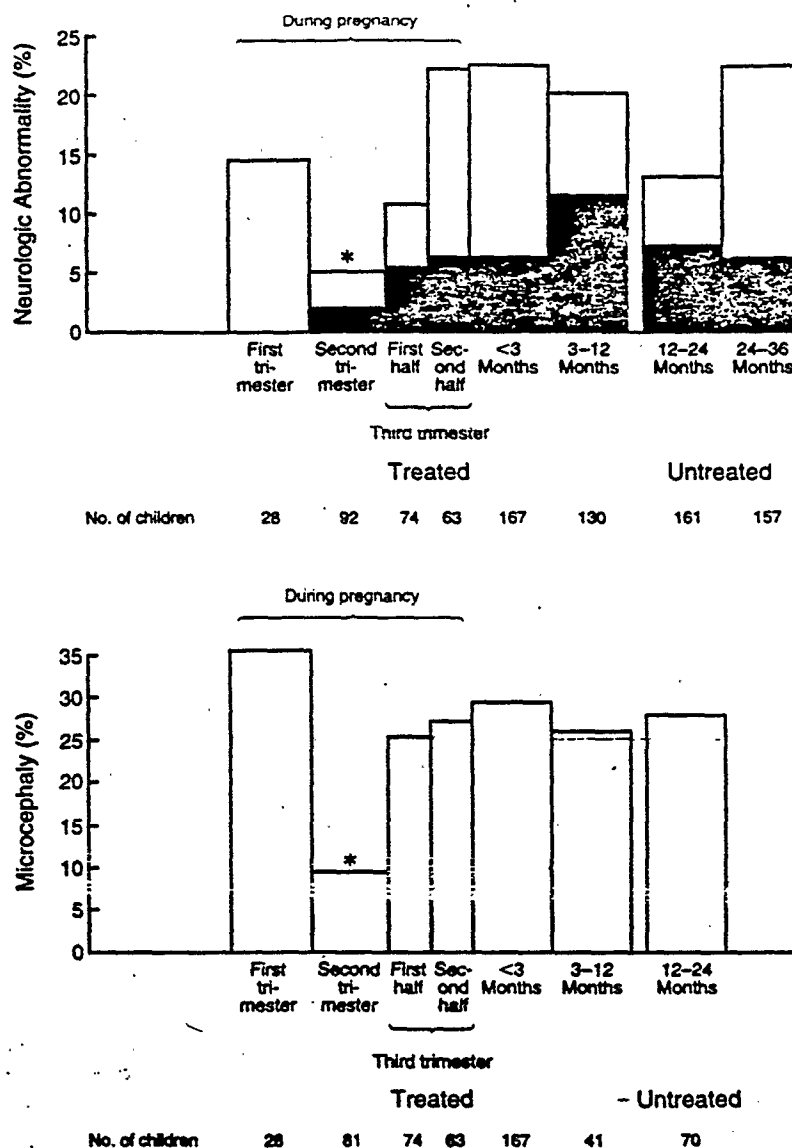 During pregnancy
Neurologic Abnormality (%)
25
20
15
10
5
0
*
First tri-mester
Second tri-mester
First half
Sec-ond half
<3 Months
3–12 Months
12–24 Months
24–36 Months
Third trimester
Treated
Untreated
No. of children 28 92 74 63 167 130 161 157
During pregnancy
Microcephaly (%)
35
30
25
20
15
10
5
0
*
First tri-mester
Second tri-mester
First half
Sec-ond half
<3 Months
3–12 Months
12–24 Months
Third trimester
Treated
Untreated
No. of children 28 81 74 63 167 41 70